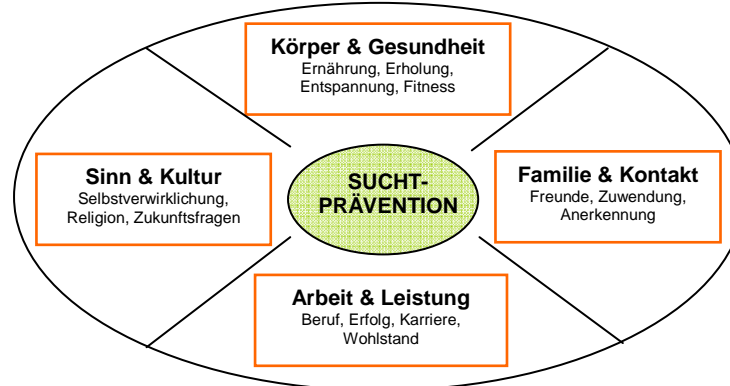 Körper & Gesundheit
Ernährung, Erholung,
Entspannung, Fitness
Sinn & Kultur
Selbstverwirklichung,
Religion, Zukunftsfragen
SUCHT-
PRÄVENTION
Familie & Kontakt
Freunde, Zuwendung,
Anerkennung
Arbeit & Leistung
Beruf, Erfolg, Karriere,
Wohlstand